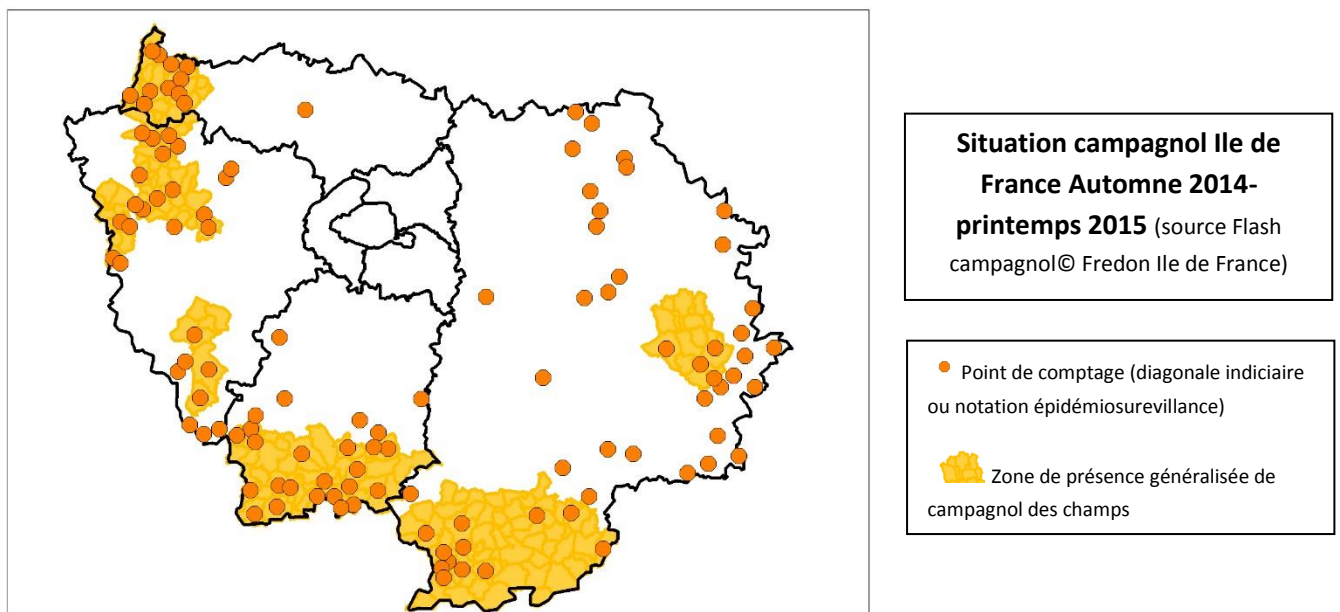 Situation campagnol Ile de
France Automne 2014-
printemps 2015 (source Flash
campagnol© Fredon Ile de France)
Point de comptage (diagonale indiciaire
ou notation épidémiosurevillance)
Zone de présence généralisée de
campagnol des champs